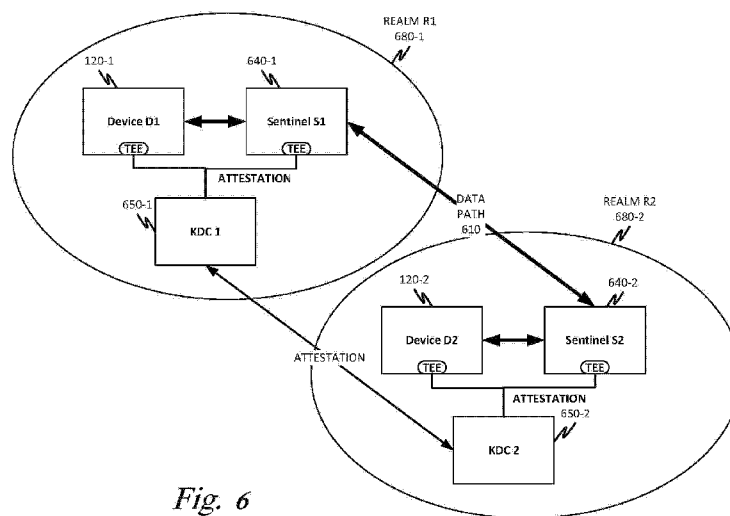 REALM R1
680-1
120-1
640-1
Device D1
Sentinel S1
TEE
TEE
ATTESTATION
650-1
KDC 1
DATA
PATH
610
REALM R2
680-2
120-2
640-2
Device D2
Sentinel S2
TEE
TEE
ATTESTATION
ATTESTATION
650-2
KDC 2
Fig. 6